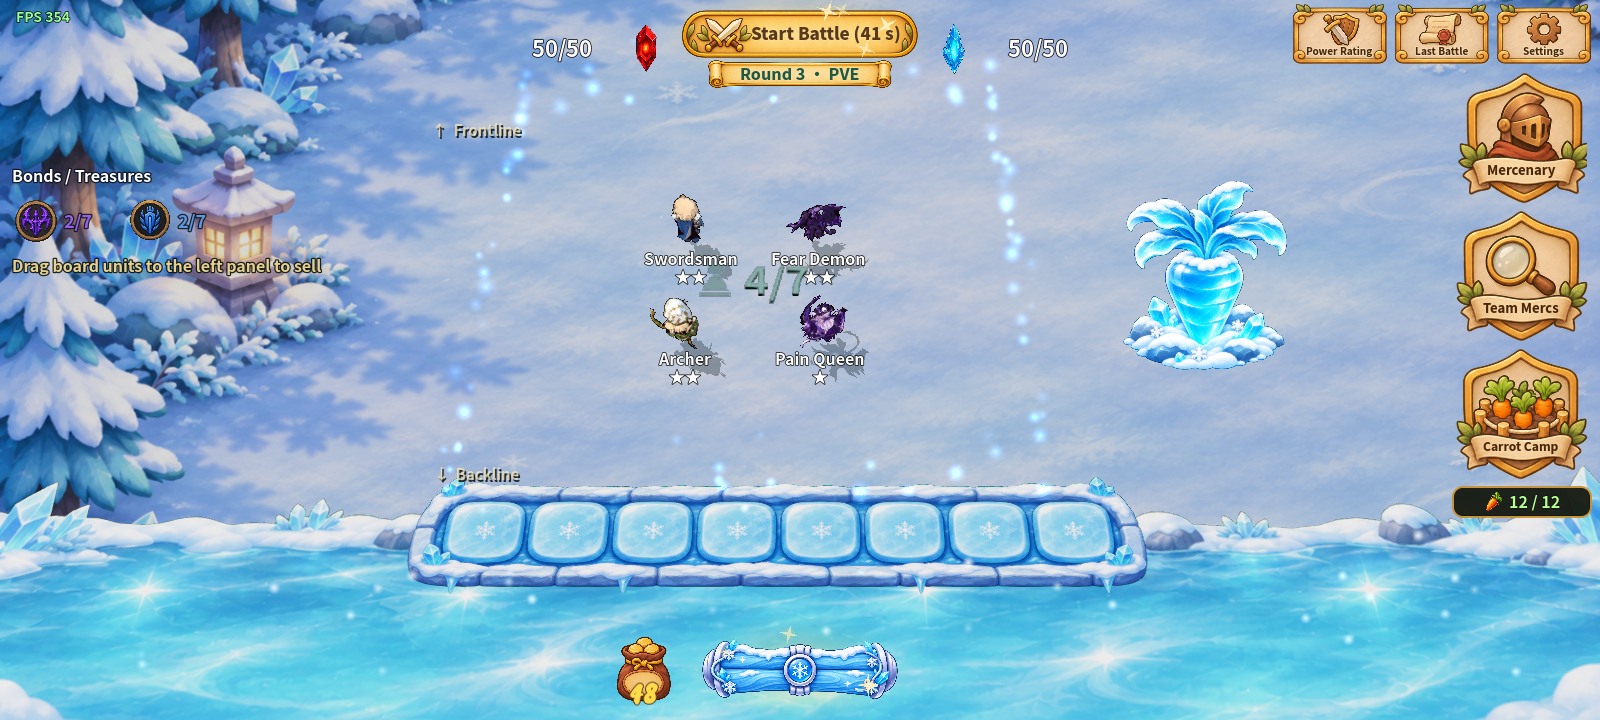 FPS 354
50/50
Start Battle (41 s)
50/50
Round 3 • PVE
Power Rating
Last Battle
Settings
↑ Frontline
Mercenary
Bonds / Treasures
2/7
2/7
Drag board units to the left panel to sell
Swordsman
Fear Demon
4/7
Archer
Pain Queen
Team Mercs
Carrot Camp
↓ Backline
12 / 12
48